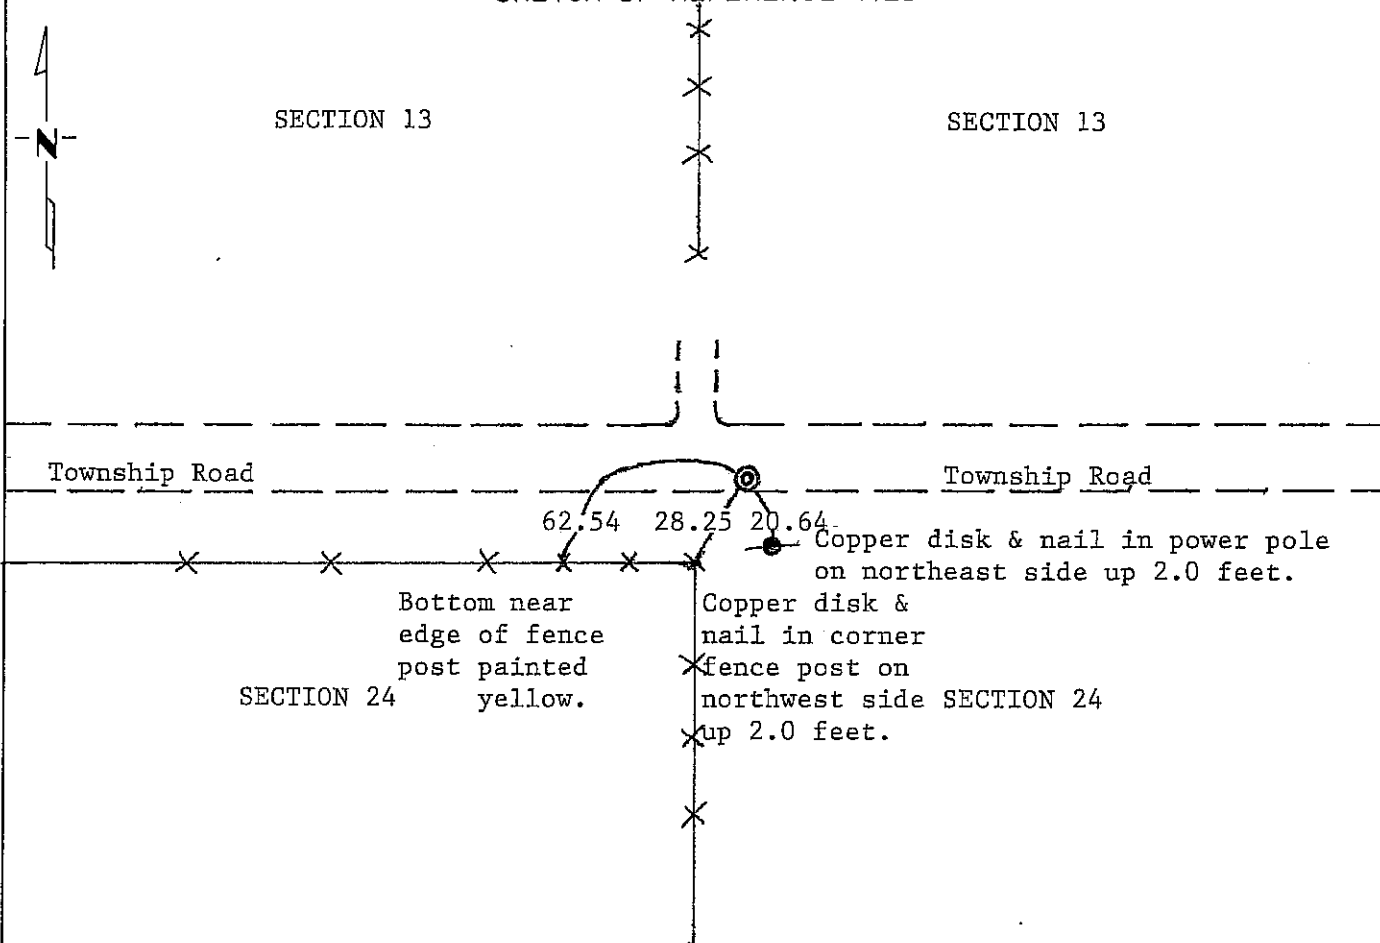 N
SECTION 13
SECTION 13
Township Road
Township Road
62.54
28.25
20.64
Copper disk & nail in power pole
on northeast side up 2.0 feet.
Bottom near
edge of fence
post painted
yellow.
Copper disk &
nail in corner
fence post on
northwest side
up 2.0 feet.
SECTION 24
SECTION 24